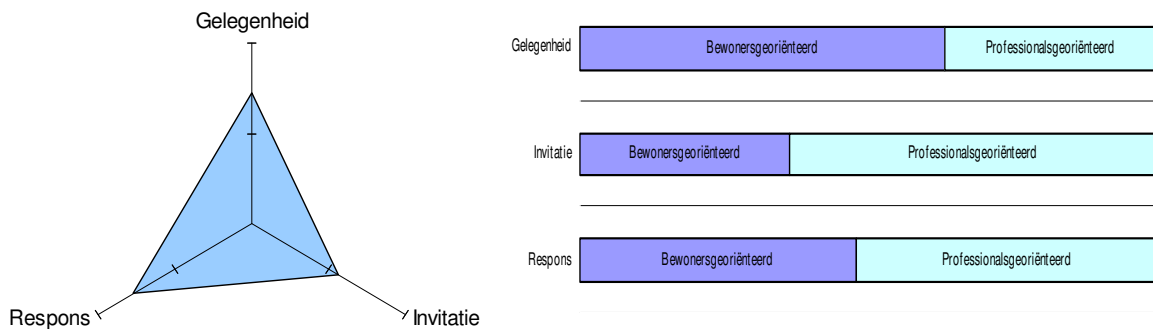 Gelegenheid
Respons
Invitatie
Gelegenheid Bewonersgeoriënteerd Professionalsgeoriënteerd
Invitatie Bewonersgeoriënteerd Professionalsgeoriënteerd
Respons Bewonersgeoriënteerd Professionalsgeoriënteerd